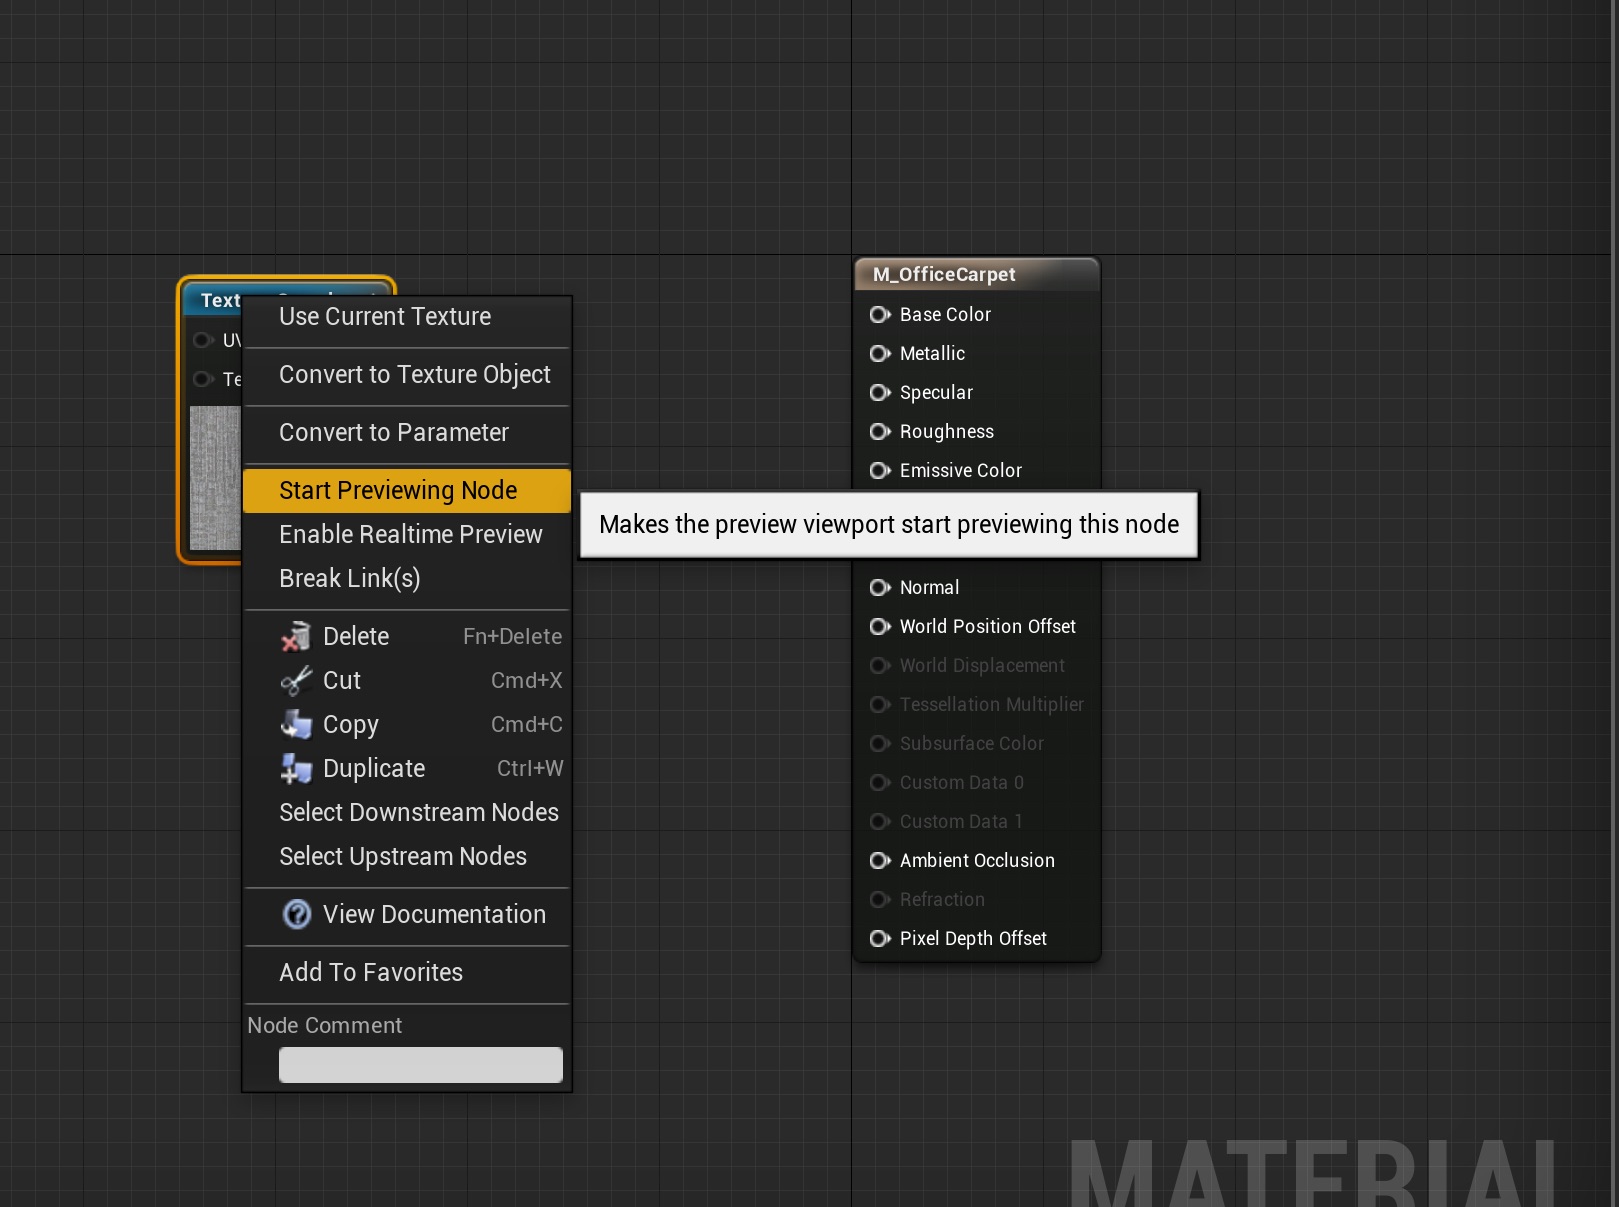 Text
UV
Te
Use Current Texture
Convert to Texture Object
Convert to Parameter
Start Previewing Node
Enable Realtime Preview
Break Link(s)
Delete Fn+Delete
Cut Cmd+X
Copy Cmd+C
Duplicate Ctrl+W
Select Downstream Nodes
Select Upstream Nodes
View Documentation
Add To Favorites
Node Comment
Makes the preview viewport start previewing this node
M_OfficeCarpet
Base Color
Metallic
Specular
Roughness
Emissive Color
Normal
World Position Offset
World Displacement
Tessellation Multiplier
Subsurface Color
Custom Data 0
Custom Data 1
Ambient Occlusion
Refraction
Pixel Depth Offset
MATERIAL